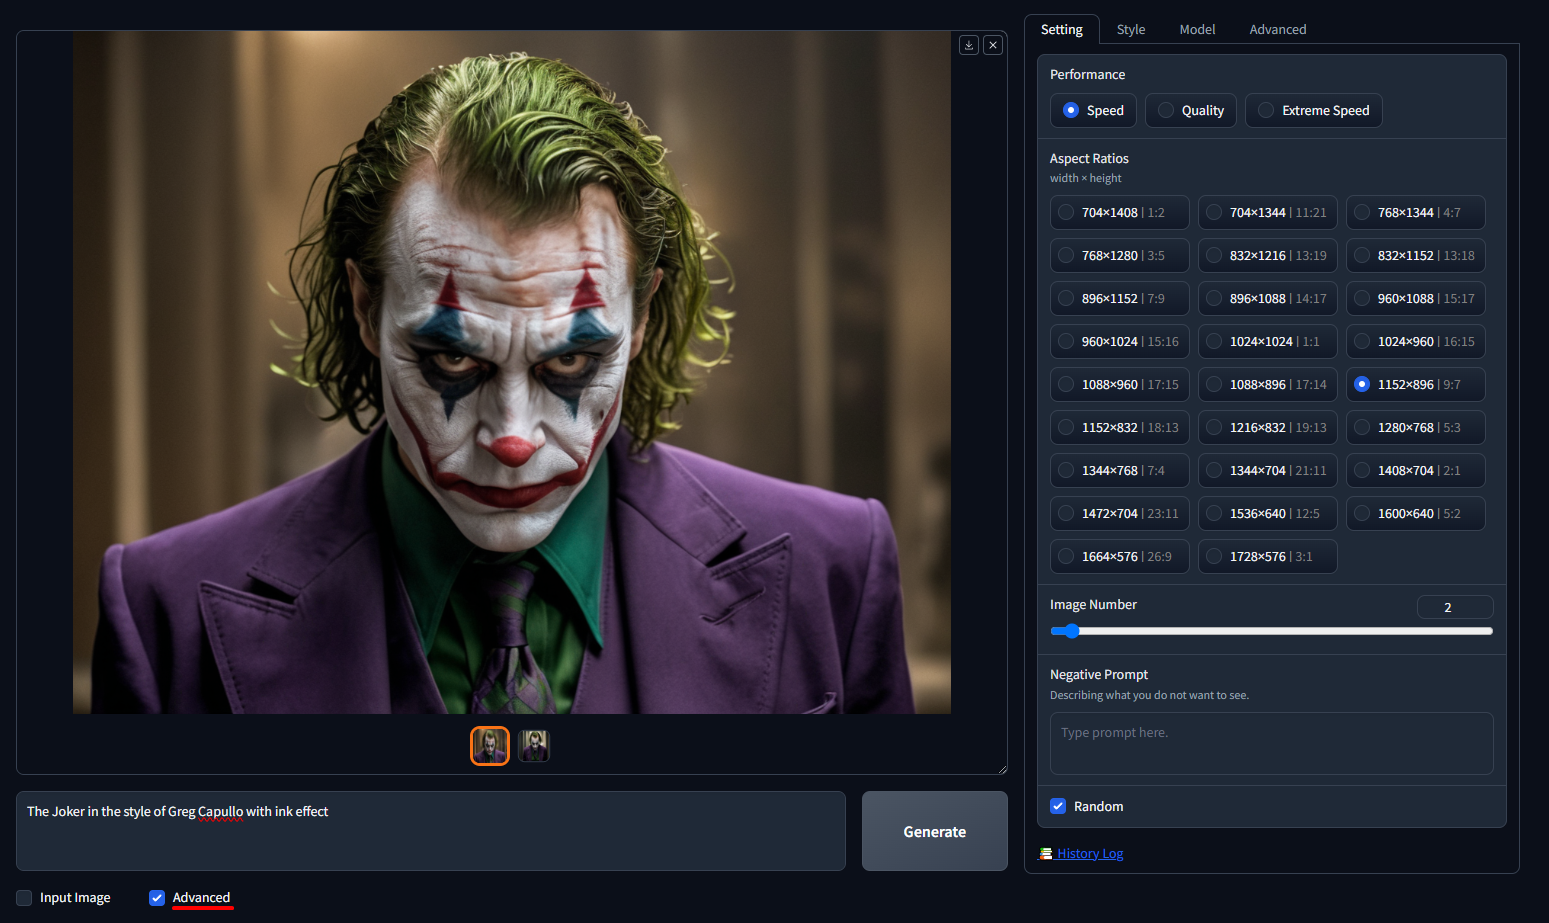 Setting Style Model Advanced
Performance
Speed Quality Extreme Speed
Aspect Ratios
width × height
704×1408 | 1:2 704×1344 | 11:21 768×1344 | 4:7
768×1280 | 3:5 832×1216 | 13:19 832×1152 | 13:18
896×1152 | 7:9 896×1088 | 14:17 960×1088 | 15:17
960×1024 | 15:16 1024×1024 | 1:1 1024×960 | 16:15
1088×960 | 17:15 1088×896 | 17:14 1152×896 | 9:7
1152×832 | 18:13 1216×832 | 19:13 1280×768 | 5:3
1344×768 | 7:4 1344×704 | 21:11 1408×704 | 2:1
1472×704 | 23:11 1536×640 | 12:5 1600×640 | 5:2
1664×576 | 26:9 1728×576 | 3:1
Image Number 2
Negative Prompt
Describing what you do not want to see.
Type prompt here.
Random
History Log
The Joker in the style of Greg Capullo with ink effect
Generate
Input Image Advanced